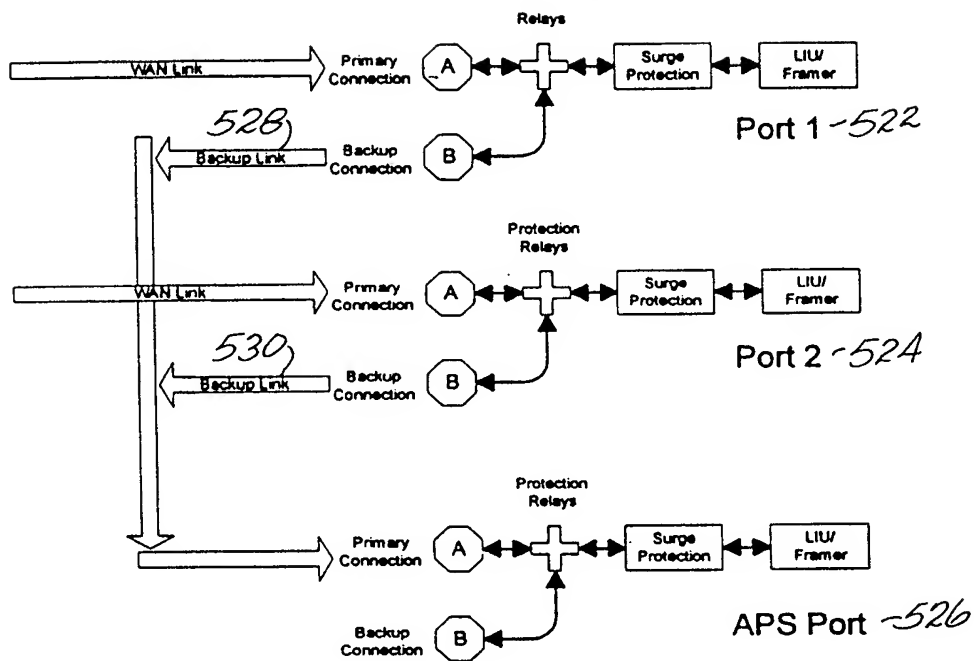 Relays
WAN Link
Primary
Connection
A
Surge
Protection
LIU/
Framer
Port 1 -522
528
Backup Link
Backup
Connection
B
Protection
Relays
WAN Link
Primary
Connection
A
Surge
Protection
LIU/
Framer
Port 2 -524
530
Backup Link
Backup
Connection
B
Protection
Relays
Primary
Connection
A
Surge
Protection
LIU/
Framer
APS Port -526
Backup
Connection
B